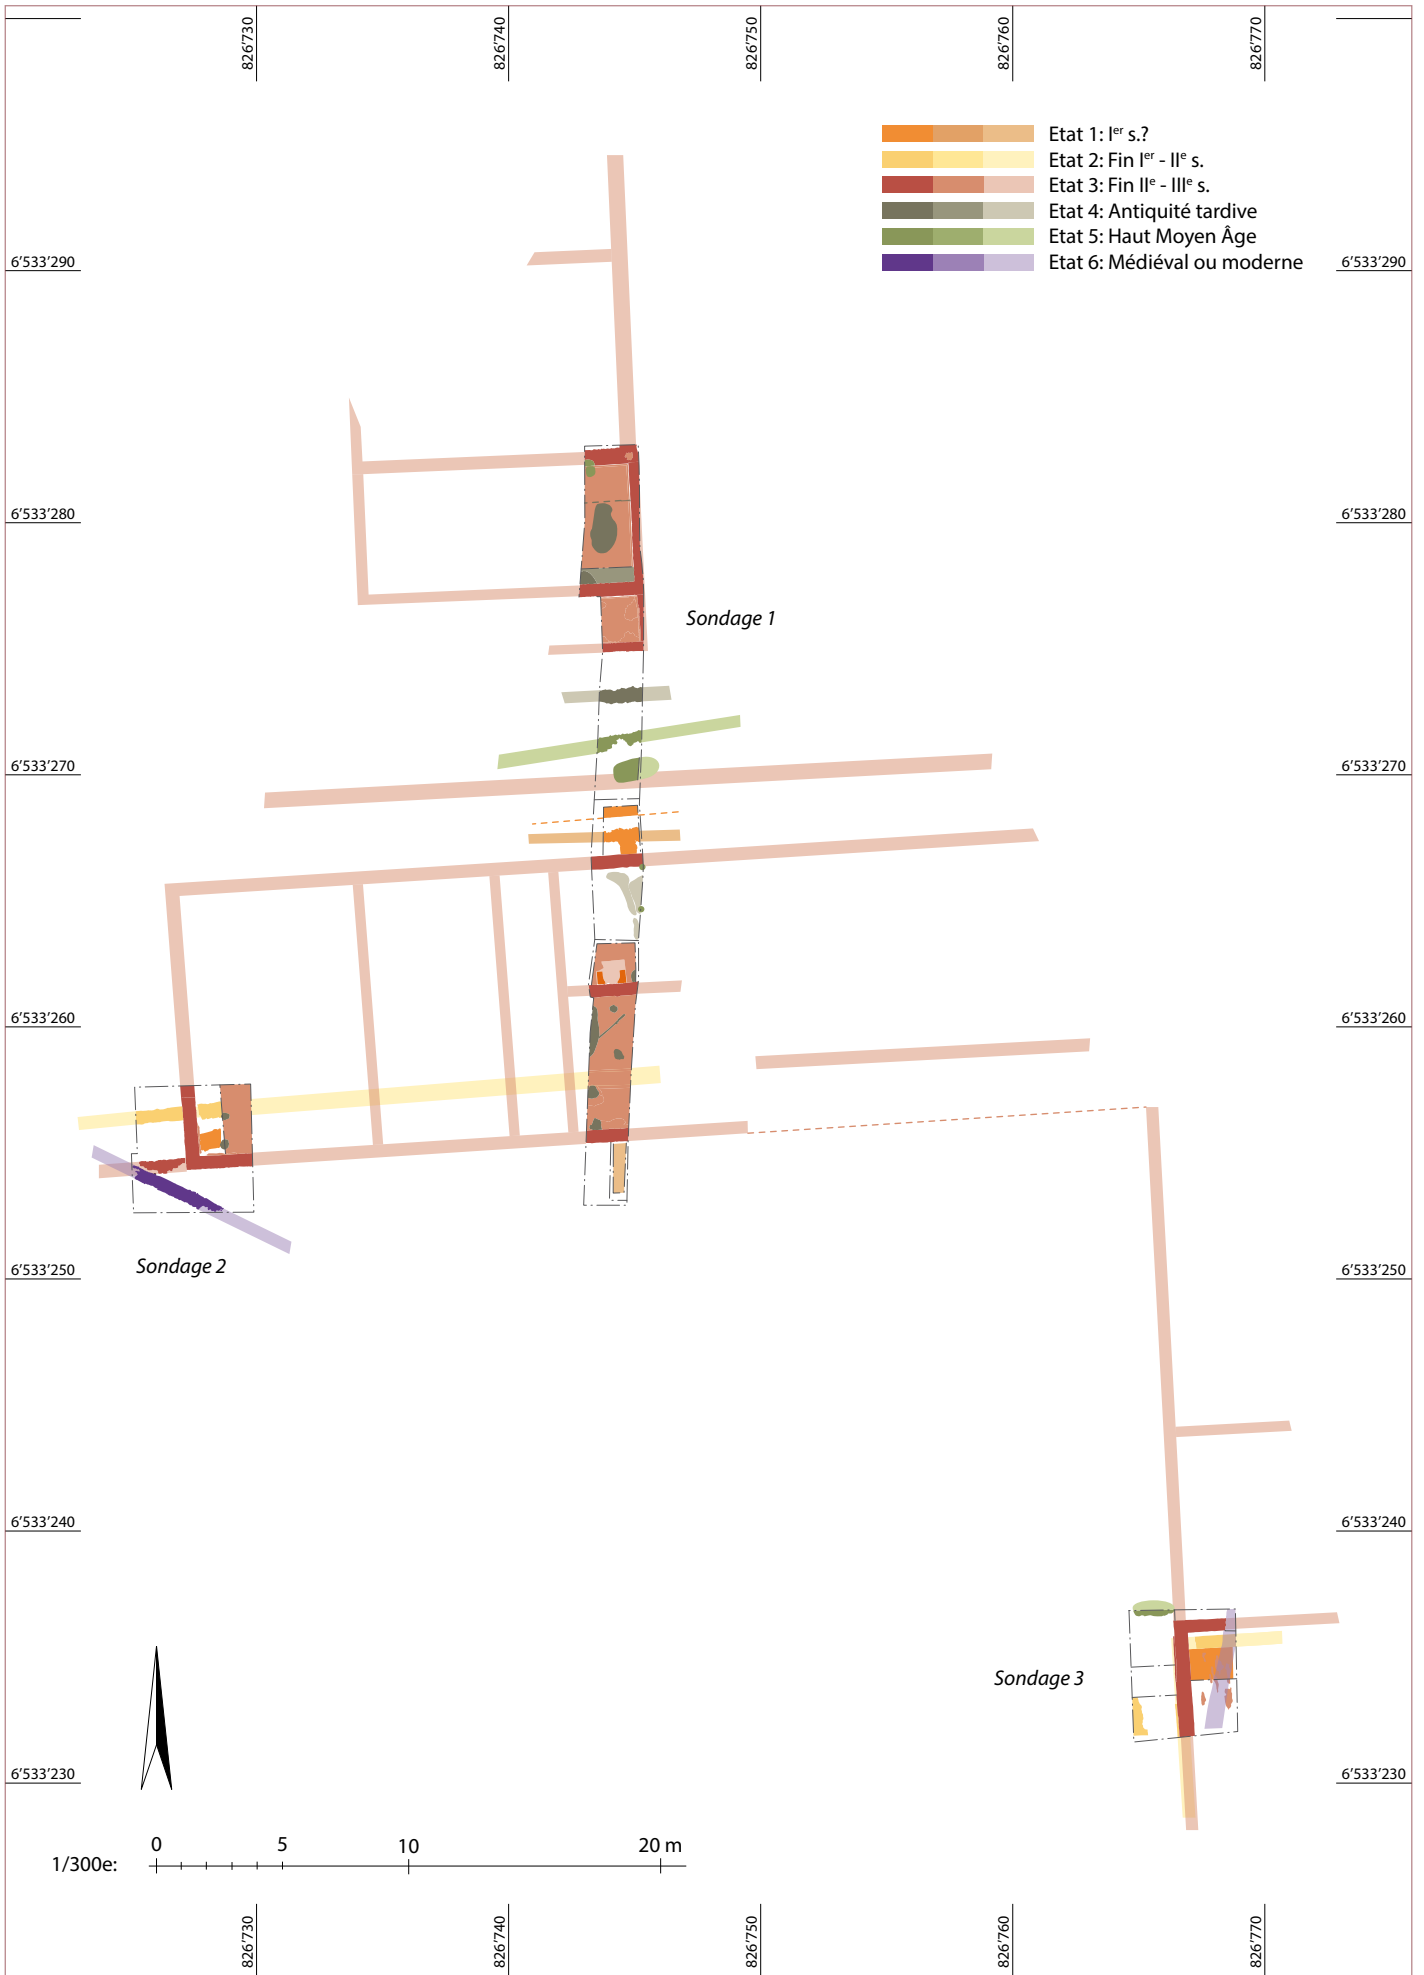 826'730
826'740
826'750
826'760
826'770
Etat 1: Ier s.?
Etat 2: Fin Ier - IIe s.
Etat 3: Fin IIe - IIIe s.
Etat 4: Antiquité tardive
Etat 5: Haut Moyen Âge
Etat 6: Médiéval ou moderne
6'533'290
6'533'290
6'533'280
6'533'280
Sondage 1
6'533'270
6'533'270
6'533'260
6'533'260
Sondage 2
6'533'250
6'533'250
6'533'240
6'533'240
Sondage 3
6'533'230
6'533'230
0 5 10 20 m
1/300e:
826'730
826'740
826'750
826'760
826'770